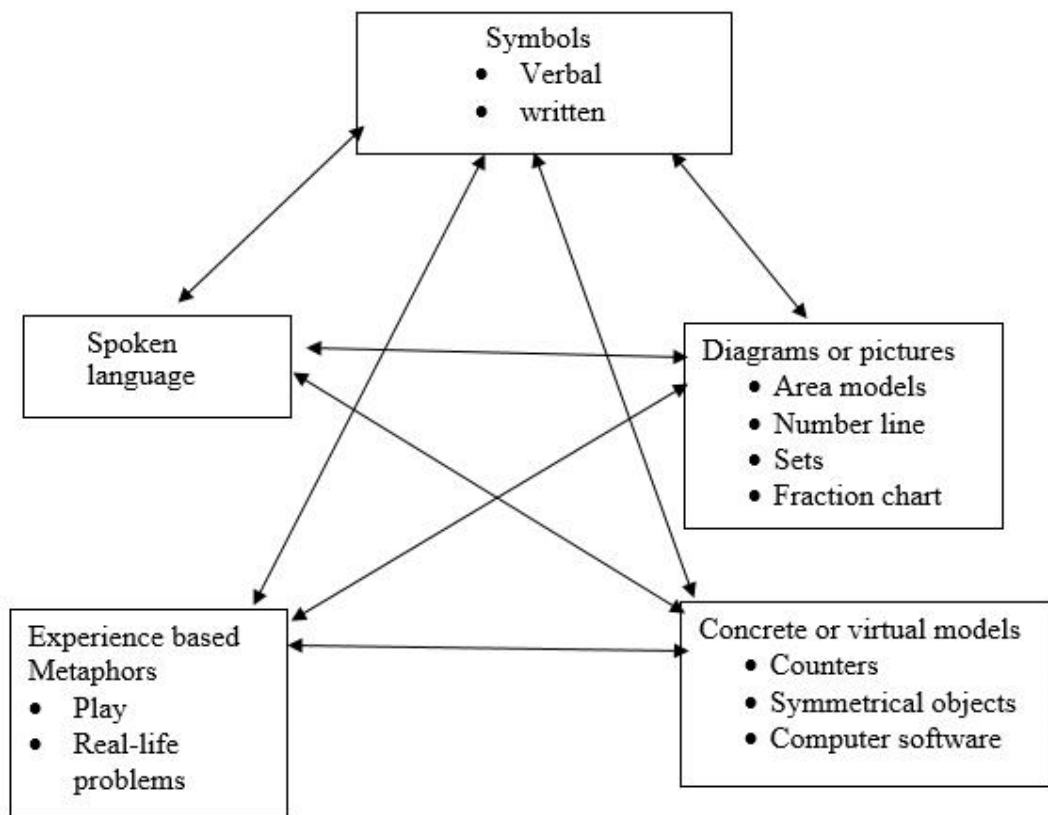 Symbols
• Verbal
• written
Spoken
language
Diagrams or pictures
• Area models
• Number line
• Sets
• Fraction chart
Experience based
Metaphors
• Play
• Real-life
problems
Concrete or virtual models
• Counters
• Symmetrical objects
• Computer software